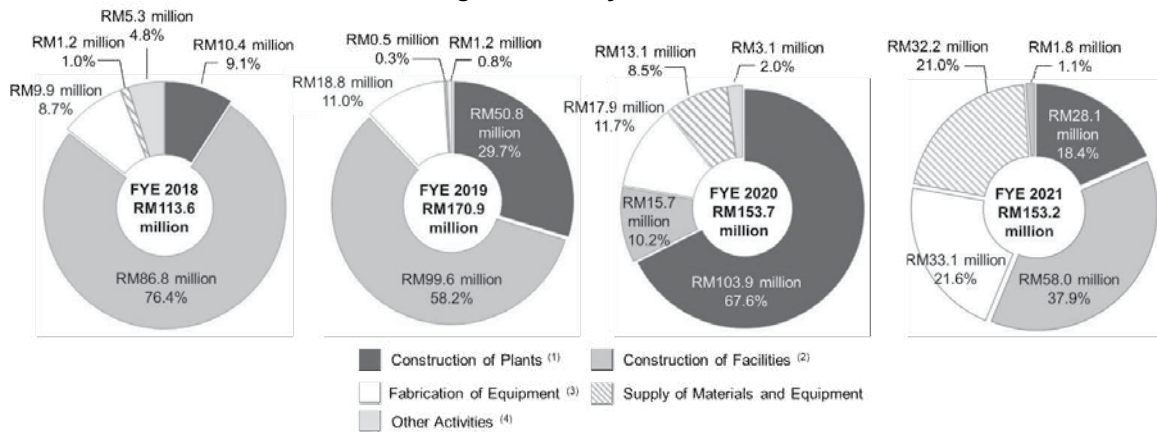 RM5.3 million
4.8%
RM1.2 million
1.0%
RM10.4 million
9.1%
RM9.9 million
8.7%
FYE 2018
RM113.6
million
RM86.8 million
76.4%
RM0.5 million
0.3%
RM1.2 million
0.8%
RM18.8 million
11.0%
RM50.8
million
29.7%
FYE 2019
RM170.9
million
RM99.6 million
58.2%
RM13.1 million
8.5%
RM3.1 million
2.0%
RM17.9 million
11.7%
RM15.7
million
10.2%
FYE 2020
RM153.7
million
RM103.9 million
67.6%
RM32.2 million
21.0%
RM1.8 million
1.1%
RM28.1
million
18.4%
FYE 2021
RM153.2
million
RM33.1 million
21.6%
RM58.0 million
37.9%
Construction of Plants (1)
Construction of Facilities (2)
Fabrication of Equipment (3)
Supply of Materials and Equipment
Other Activities (4)